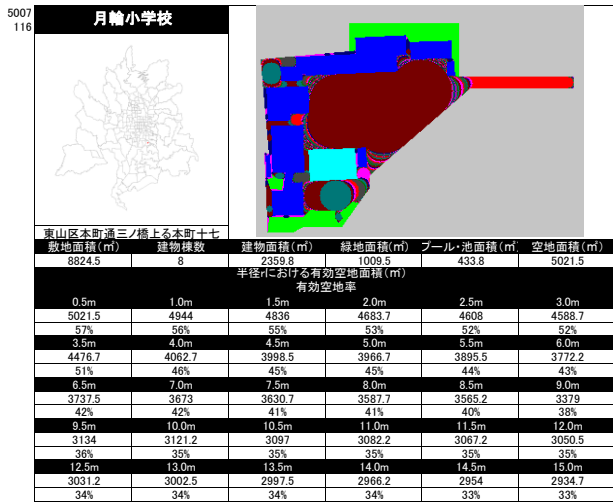 5007
116
月輪小学校
東山区本町通三ノ橋上る本町十七
敷地面積(㎡) 建物棟数 建物面積(㎡) 緑地面積(㎡) プール・池面積(㎡) 空地面積(㎡)
8824.5 8 2359.8 1009.5 433.8 5021.5
半径rにおける有効空地面積(㎡)
有効空地率
0.5m 1.0m 1.5m 2.0m 2.5m 3.0m
5021.5 4944 4836 4683.7 4608 4588.7
57% 56% 55% 53% 52% 52%
3.5m 4.0m 4.5m 5.0m 5.5m 6.0m
4476.7 4062.7 3998.5 3966.7 3895.5 3772.2
51% 46% 45% 45% 44% 43%
6.5m 7.0m 7.5m 8.0m 8.5m 9.0m
3737.5 3673 3630.7 3587.7 3565.2 3379
42% 42% 41% 41% 40% 38%
9.5m 10.0m 10.5m 11.0m 11.5m 12.0m
3134 3121.2 3097 3082.2 3067.2 3050.5
36% 35% 35% 35% 35% 35%
12.5m 13.0m 13.5m 14.0m 14.5m 15.0m
3031.2 3002.5 2997.5 2966.2 2954 2934.7
34% 34% 34% 34% 33% 33%